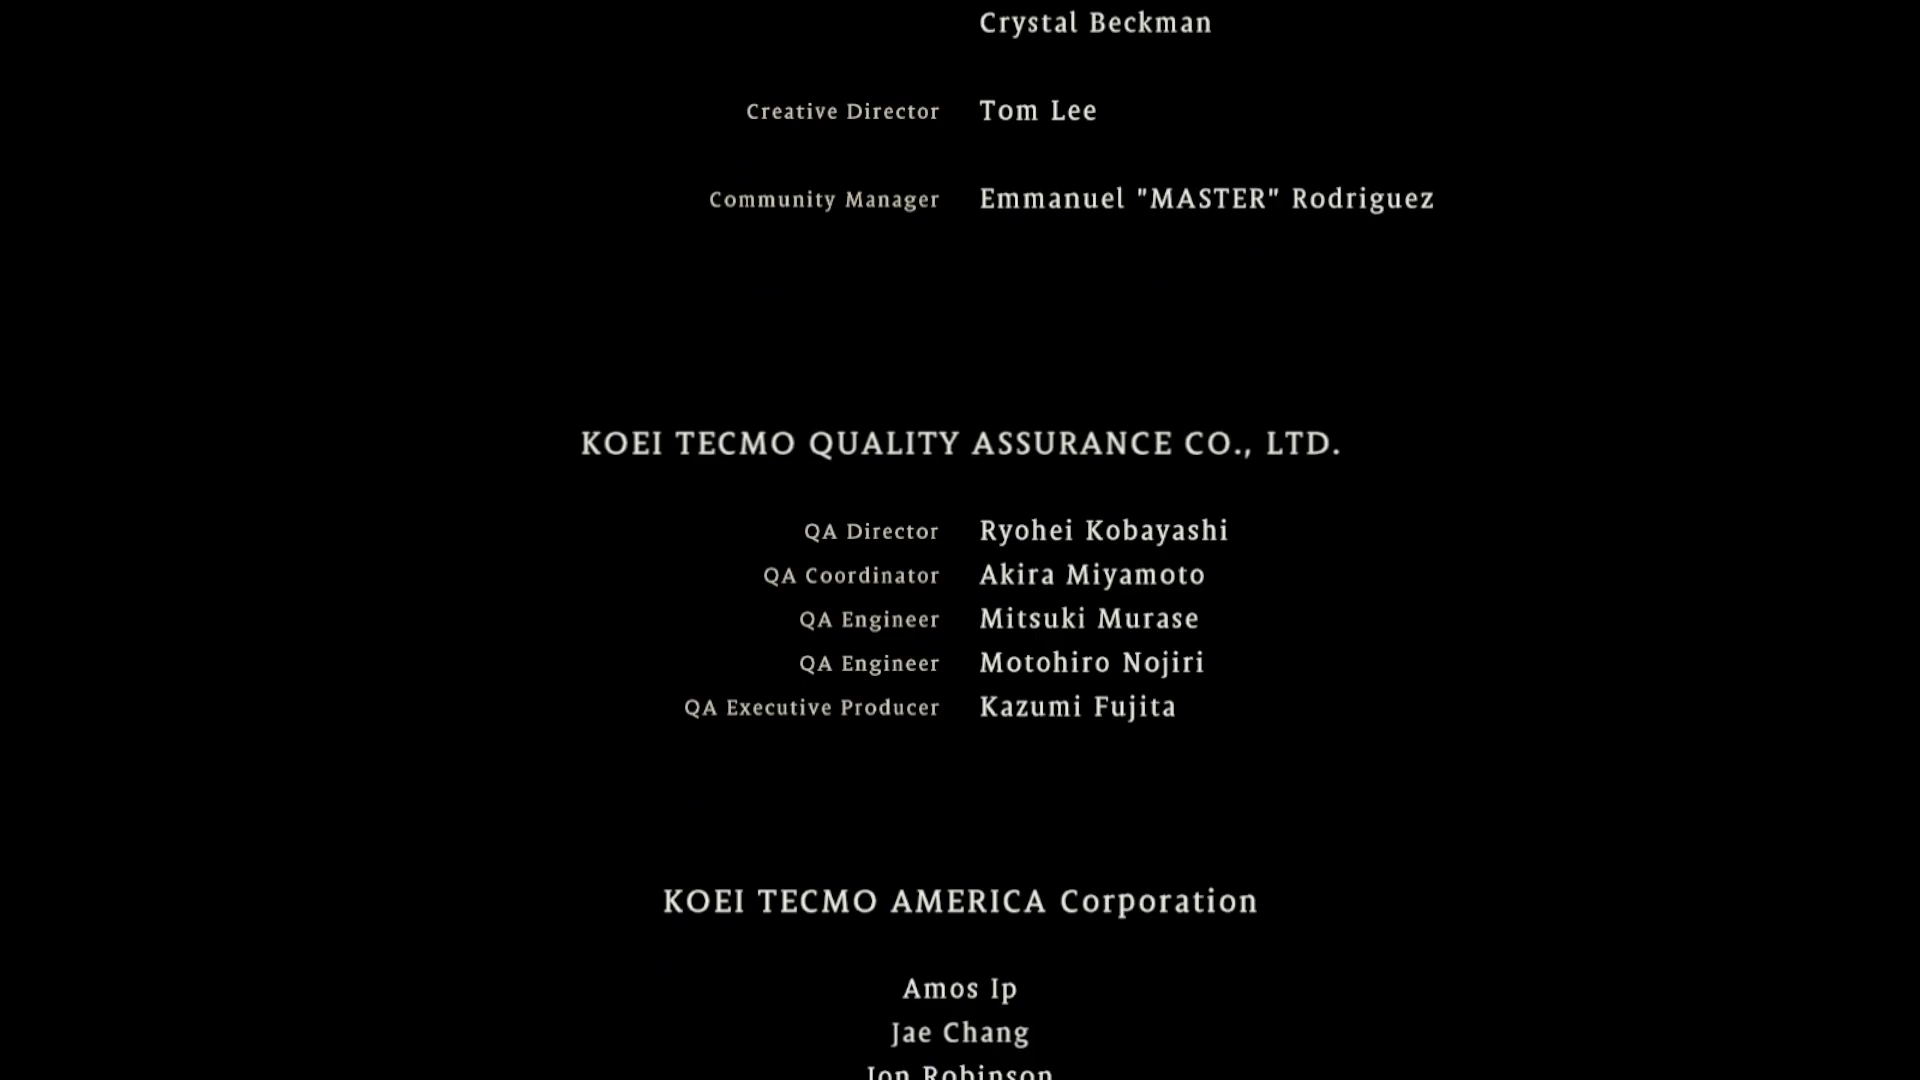 Crystal Beckman
Creative Director Tom Lee
Community Manager Emmanuel "MASTER" Rodriguez
KOEI TECMO QUALITY ASSURANCE CO., LTD.
QA Director Ryohei Kobayashi
QA Coordinator Akira Miyamoto
QA Engineer Mitsuki Murase
QA Engineer Motohiro Nojiri
QA Executive Producer Kazumi Fujita
KOEI TECMO AMERICA Corporation
Amos Ip
Jae Chang
Jon Robinson